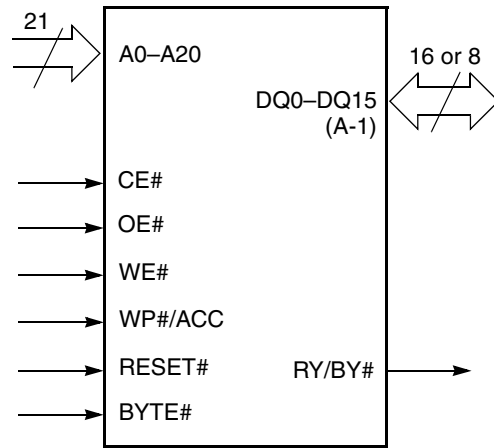 21
A0–A20
16 or 8
DQ0–DQ15
(A-1)
CE#
OE#
WE#
WP#/ACC
RESET#
RY/BY#
BYTE#